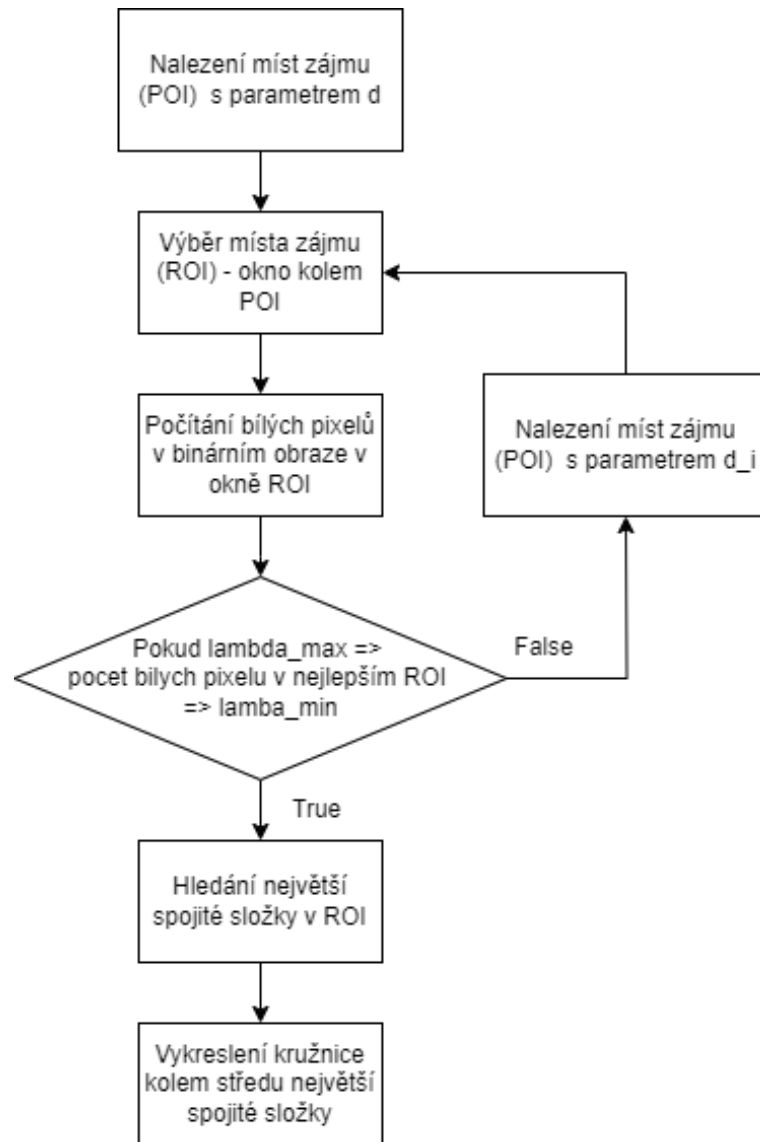 Nalezení míst zájmu
(POI)  s parametrem d
Výběr místa zájmu
(ROI) - okno kolem
POI
Počítání bílých pixelů
v binárním obraze v
okně ROI
Nalezení míst zájmu
(POI)  s parametrem d_i
Pokud lambda_max =>
pocet bilych pixelu v nejlepším ROI
=> lamba_min
False
True
Hledání největší
spojité složky v ROI
Vykreslení kružnice
kolem středu největší
spojité složky